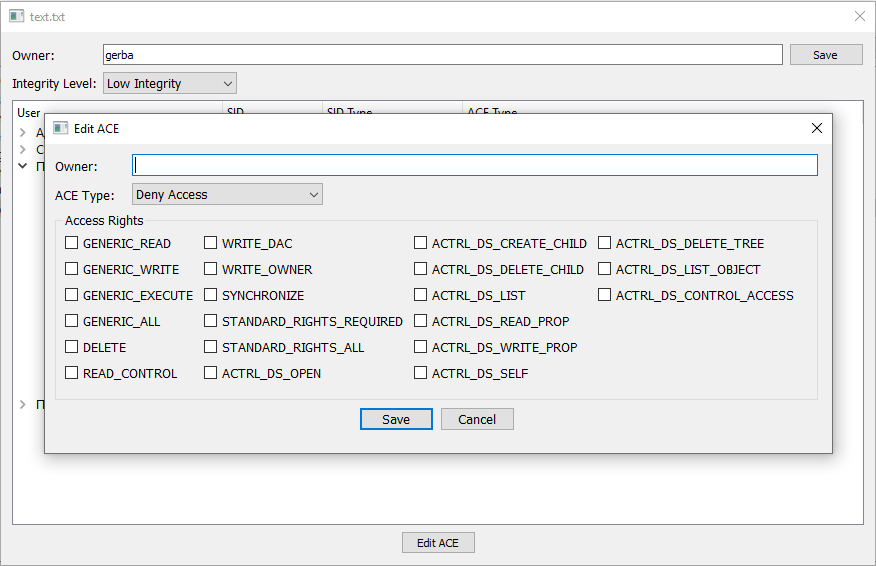 text.txt
Owner: gerba Save
Integrity Level: Low Integrity
User SID SID Type ACE Type
Edit ACE
Owner:
ACE Type: Deny Access
Access Rights
GENERIC_READ WRITE_DAC ACTRL_DS_CREATE_CHILD ACTRL_DS_DELETE_TREE
GENERIC_WRITE WRITE_OWNER ACTRL_DS_DELETE_CHILD ACTRL_DS_LIST_OBJECT
GENERIC_EXECUTE SYNCHRONIZE ACTRL_DS_LIST ACTRL_DS_CONTROL_ACCESS
GENERIC_ALL STANDARD_RIGHTS_REQUIRED ACTRL_DS_READ_PROP
DELETE STANDARD_RIGHTS_ALL ACTRL_DS_WRITE_PROP
READ_CONTROL ACTRL_DS_OPEN ACTRL_DS_SELF
Save Cancel
Edit ACE